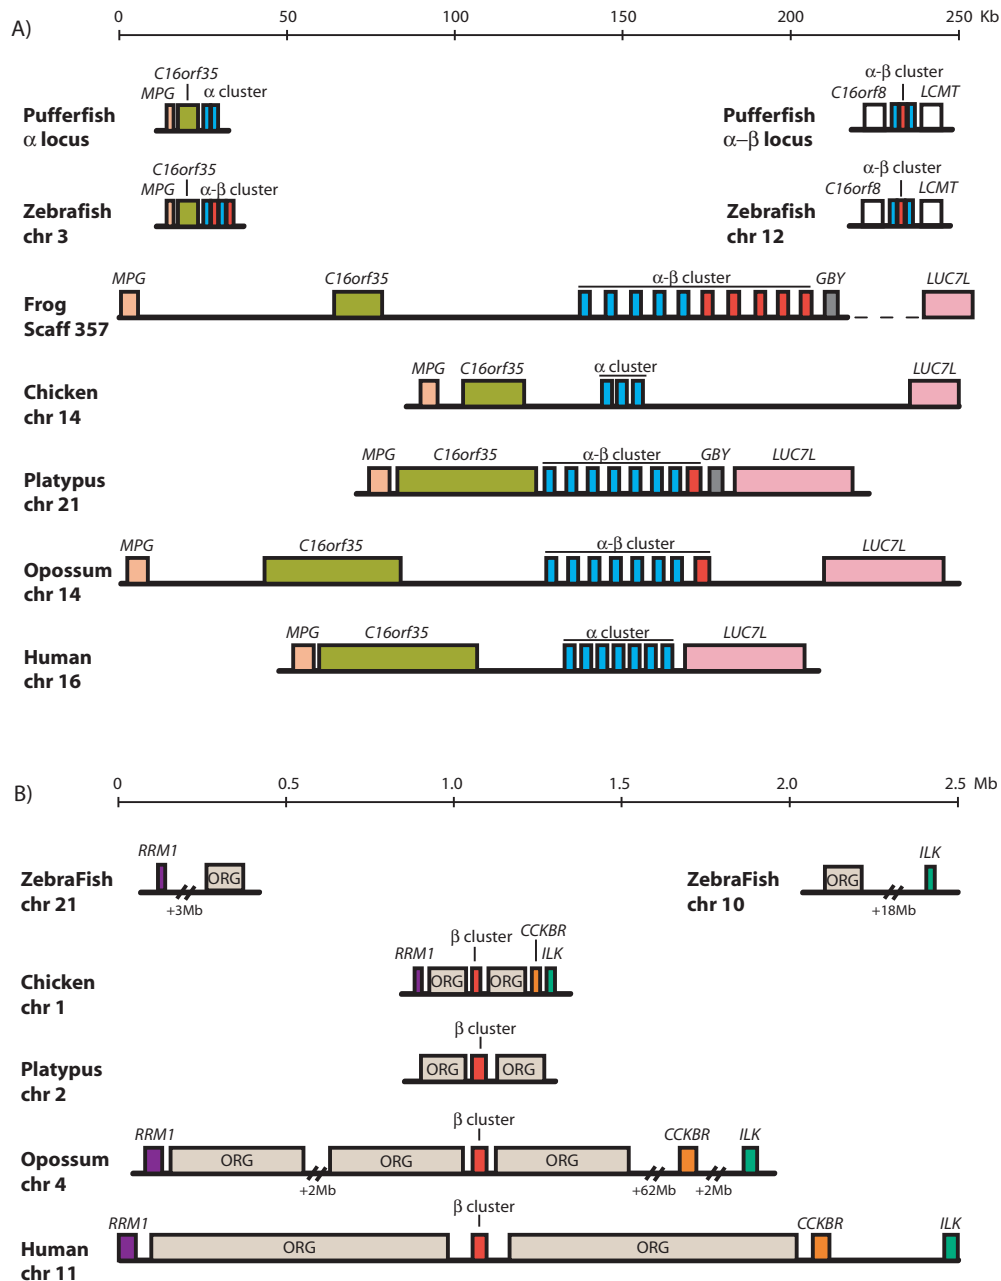 A)
0 50 100 150 200 250 Kb
C16orf35
MPG α cluster
Pufferfish
α locus
α-β cluster
C16orf8 LCMT
Pufferfish
α–β locus
C16orf35
MPG α-β cluster
Zebrafish
chr 3
α-β cluster
C16orf8 LCMT
Zebrafish
chr 12
MPG C16orf35 α-β cluster GBY LUC7L
Frog
Scaff 357
MPG C16orf35 α cluster LUC7L
Chicken
chr 14
MPG C16orf35 α-β cluster GBY LUC7L
Platypus
chr 21
MPG C16orf35 α-β cluster LUC7L
Opossum
chr 14
MPG C16orf35 α cluster LUC7L
Human
chr 16
B)
0 0.5 1.0 1.5 2.0 2.5 Mb
RRM1
ORG
ZebraFish
chr 21
+3Mb
ILK
ORG
ZebraFish
chr 10
+18Mb
β cluster CCKBR
RRM1 ILK
ORG ORG
Chicken
chr 1
β cluster
ORG ORG
Platypus
chr 2
β cluster
RRM1 CCKBR ILK
ORG ORG ORG
Opossum
chr 4
+2Mb +62Mb +2Mb
β cluster
RRM1 CCKBR ILK
ORG ORG
Human
chr 11